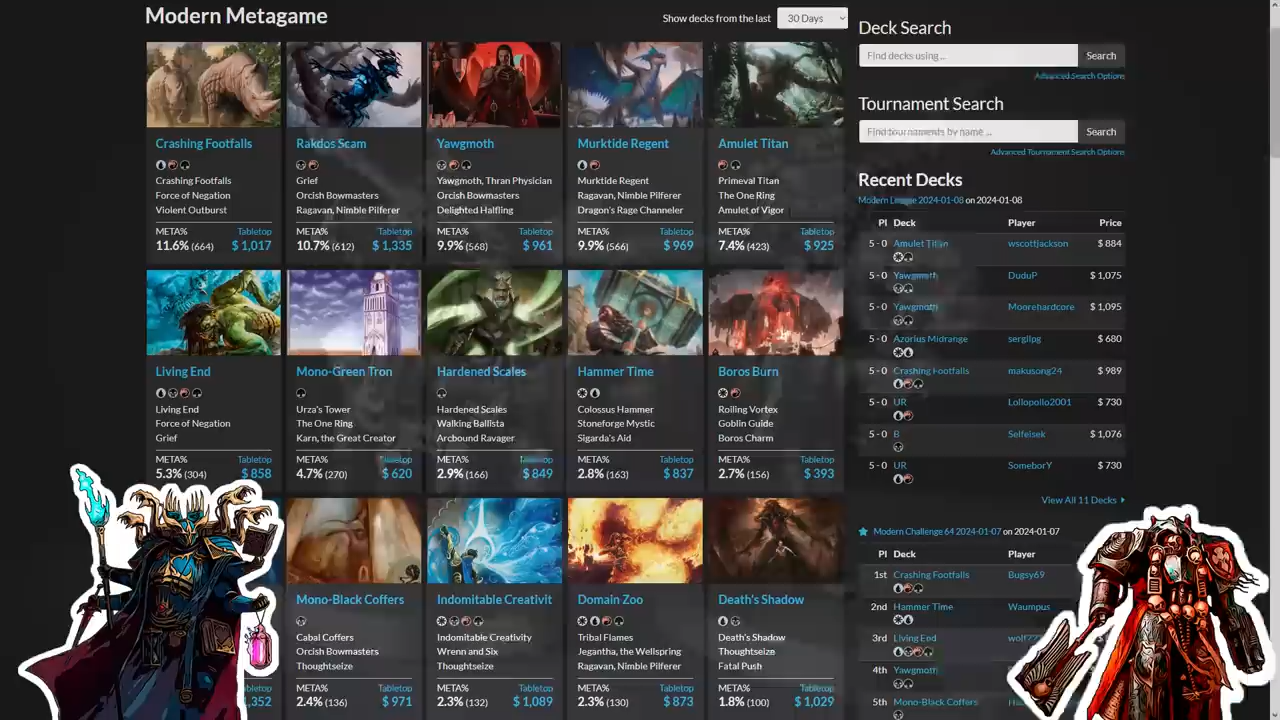 Modern Metagame
Show decks from the last
30 Days
Crashing Footfalls
Crashing Footfalls
Force of Negation
Violent Outburst
META%
Tabletop
11.6% (664)
$ 1,017
Rakdos Scam
Grief
Orcish Bowmasters
Ragavan, Nimble Pilferer
META%
Tabletop
10.7% (612)
$ 1,335
Yawgmoth
Yawgmoth, Thran Physician
Orcish Bowmasters
Delighted Halfling
META%
Tabletop
9.9% (568)
$ 961
Murktide Regent
Murktide Regent
Ragavan, Nimble Pilferer
Dragon's Rage Channeler
META%
Tabletop
9.9% (566)
$ 969
Amulet Titan
Primeval Titan
The One Ring
Amulet of Vigor
META%
Tabletop
7.4% (423)
$ 925
Living End
Living End
Force of Negation
Grief
META%
Tabletop
5.3% (304)
$ 858
Mono-Green Tron
Urza's Tower
The One Ring
Karn, the Great Creator
META%
Tabletop
4.7% (270)
$ 620
Hardened Scales
Hardened Scales
Walking Ballista
Arcbound Ravager
META%
Tabletop
2.9% (166)
$ 849
Hammer Time
Colossus Hammer
Stoneforge Mystic
Sigarda's Aid
META%
Tabletop
2.8% (163)
$ 837
Boros Burn
Roiling Vortex
Goblin Guide
Boros Charm
META%
Tabletop
2.7% (156)
$ 393
,352
Mono-Black Coffers
Cabal Coffers
Orcish Bowmasters
Thoughtseize
META%
Tabletop
2.4% (136)
$ 971
Indomitable Creativit
Indomitable Creativity
Wrenn and Six
Thoughtseize
META%
Tabletop
2.3% (132)
$ 1,089
Domain Zoo
Tribal Flames
Jegantha, the Wellspring
Ragavan, Nimble Pilferer
META%
Tabletop
2.3% (130)
$ 873
Death's Shadow
Death's Shadow
Thoughtseize
Fatal Push
META%
Tabletop
1.8% (100)
$ 1,029
Deck Search
Find decks using ...
Search
Advanced Search Options
Tournament Search
Find tournaments by name ...
Search
Advanced Tournament Search Options
Recent Decks
Modern League 2024-01-08 on 2024-01-08
Pl Deck Player Price
5 - 0 Amulet Titan wscottjackson $ 884
5 - 0 Yawgmoth DuduP $ 1,075
5 - 0 Yawgmoth Moorehardcore $ 1,095
5 - 0 Azorius Midrange sergilpg $ 680
5 - 0 Crashing Footfalls makusong24 $ 989
5 - 0 UR Lollopollo2001 $ 730
5 - 0 B Selfeisek $ 1,076
5 - 0 UR SomeborY $ 730
View All 11 Decks
Modern Challenge 64 2024-01-07 on 2024-01-07
Pl Deck Player
1st Crashing Footfalls Bugsy69
2nd Hammer Time Waumpus
3rd Living End
4th Yawgmoth
5th Mono-Black Coffers